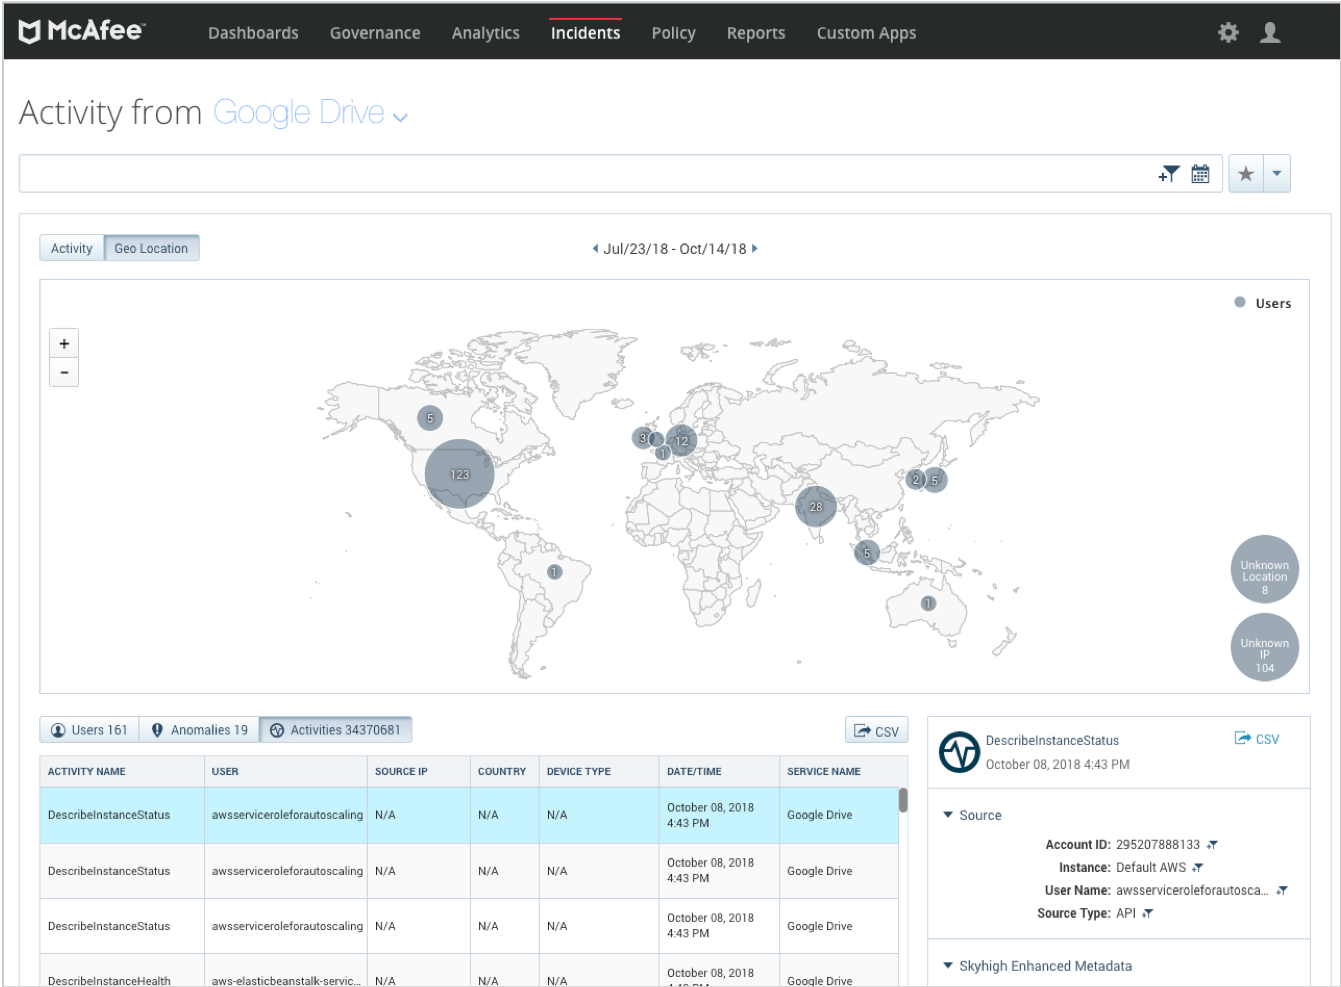 McAfee™
Dashboards Governance Analytics Incidents Policy Reports Custom Apps
Activity from Google Drive
Activity Geo Location
Jul/23/18 - Oct/14/18
Users
+
-
5
123
3
12
1
2
5
28
5
1
1
Unknown
Location
8
Unknown
IP
104
Users 161 Anomalies 19 Activities 34370681
CSV
ACTIVITY NAME USER SOURCE IP COUNTRY DEVICE TYPE DATE/TIME SERVICE NAME
DescribeInstanceStatus awsserviceroleforautoscaling N/A N/A N/A October 08, 2018 4:43 PM Google Drive
DescribeInstanceStatus awsserviceroleforautoscaling N/A N/A N/A October 08, 2018 4:43 PM Google Drive
DescribeInstanceStatus awsserviceroleforautoscaling N/A N/A N/A October 08, 2018 4:43 PM Google Drive
DescribeInstanceHealth aws-elasticbeanstalk-servic... N/A N/A N/A October 08, 2018 4:43 PM Google Drive
DescribeInstanceStatus
October 08, 2018 4:43 PM
CSV
Source
Account ID: 295207888133
Instance: Default AWS
User Name: awsserviceroleforautosca...
Source Type: API
Skyhigh Enhanced Metadata